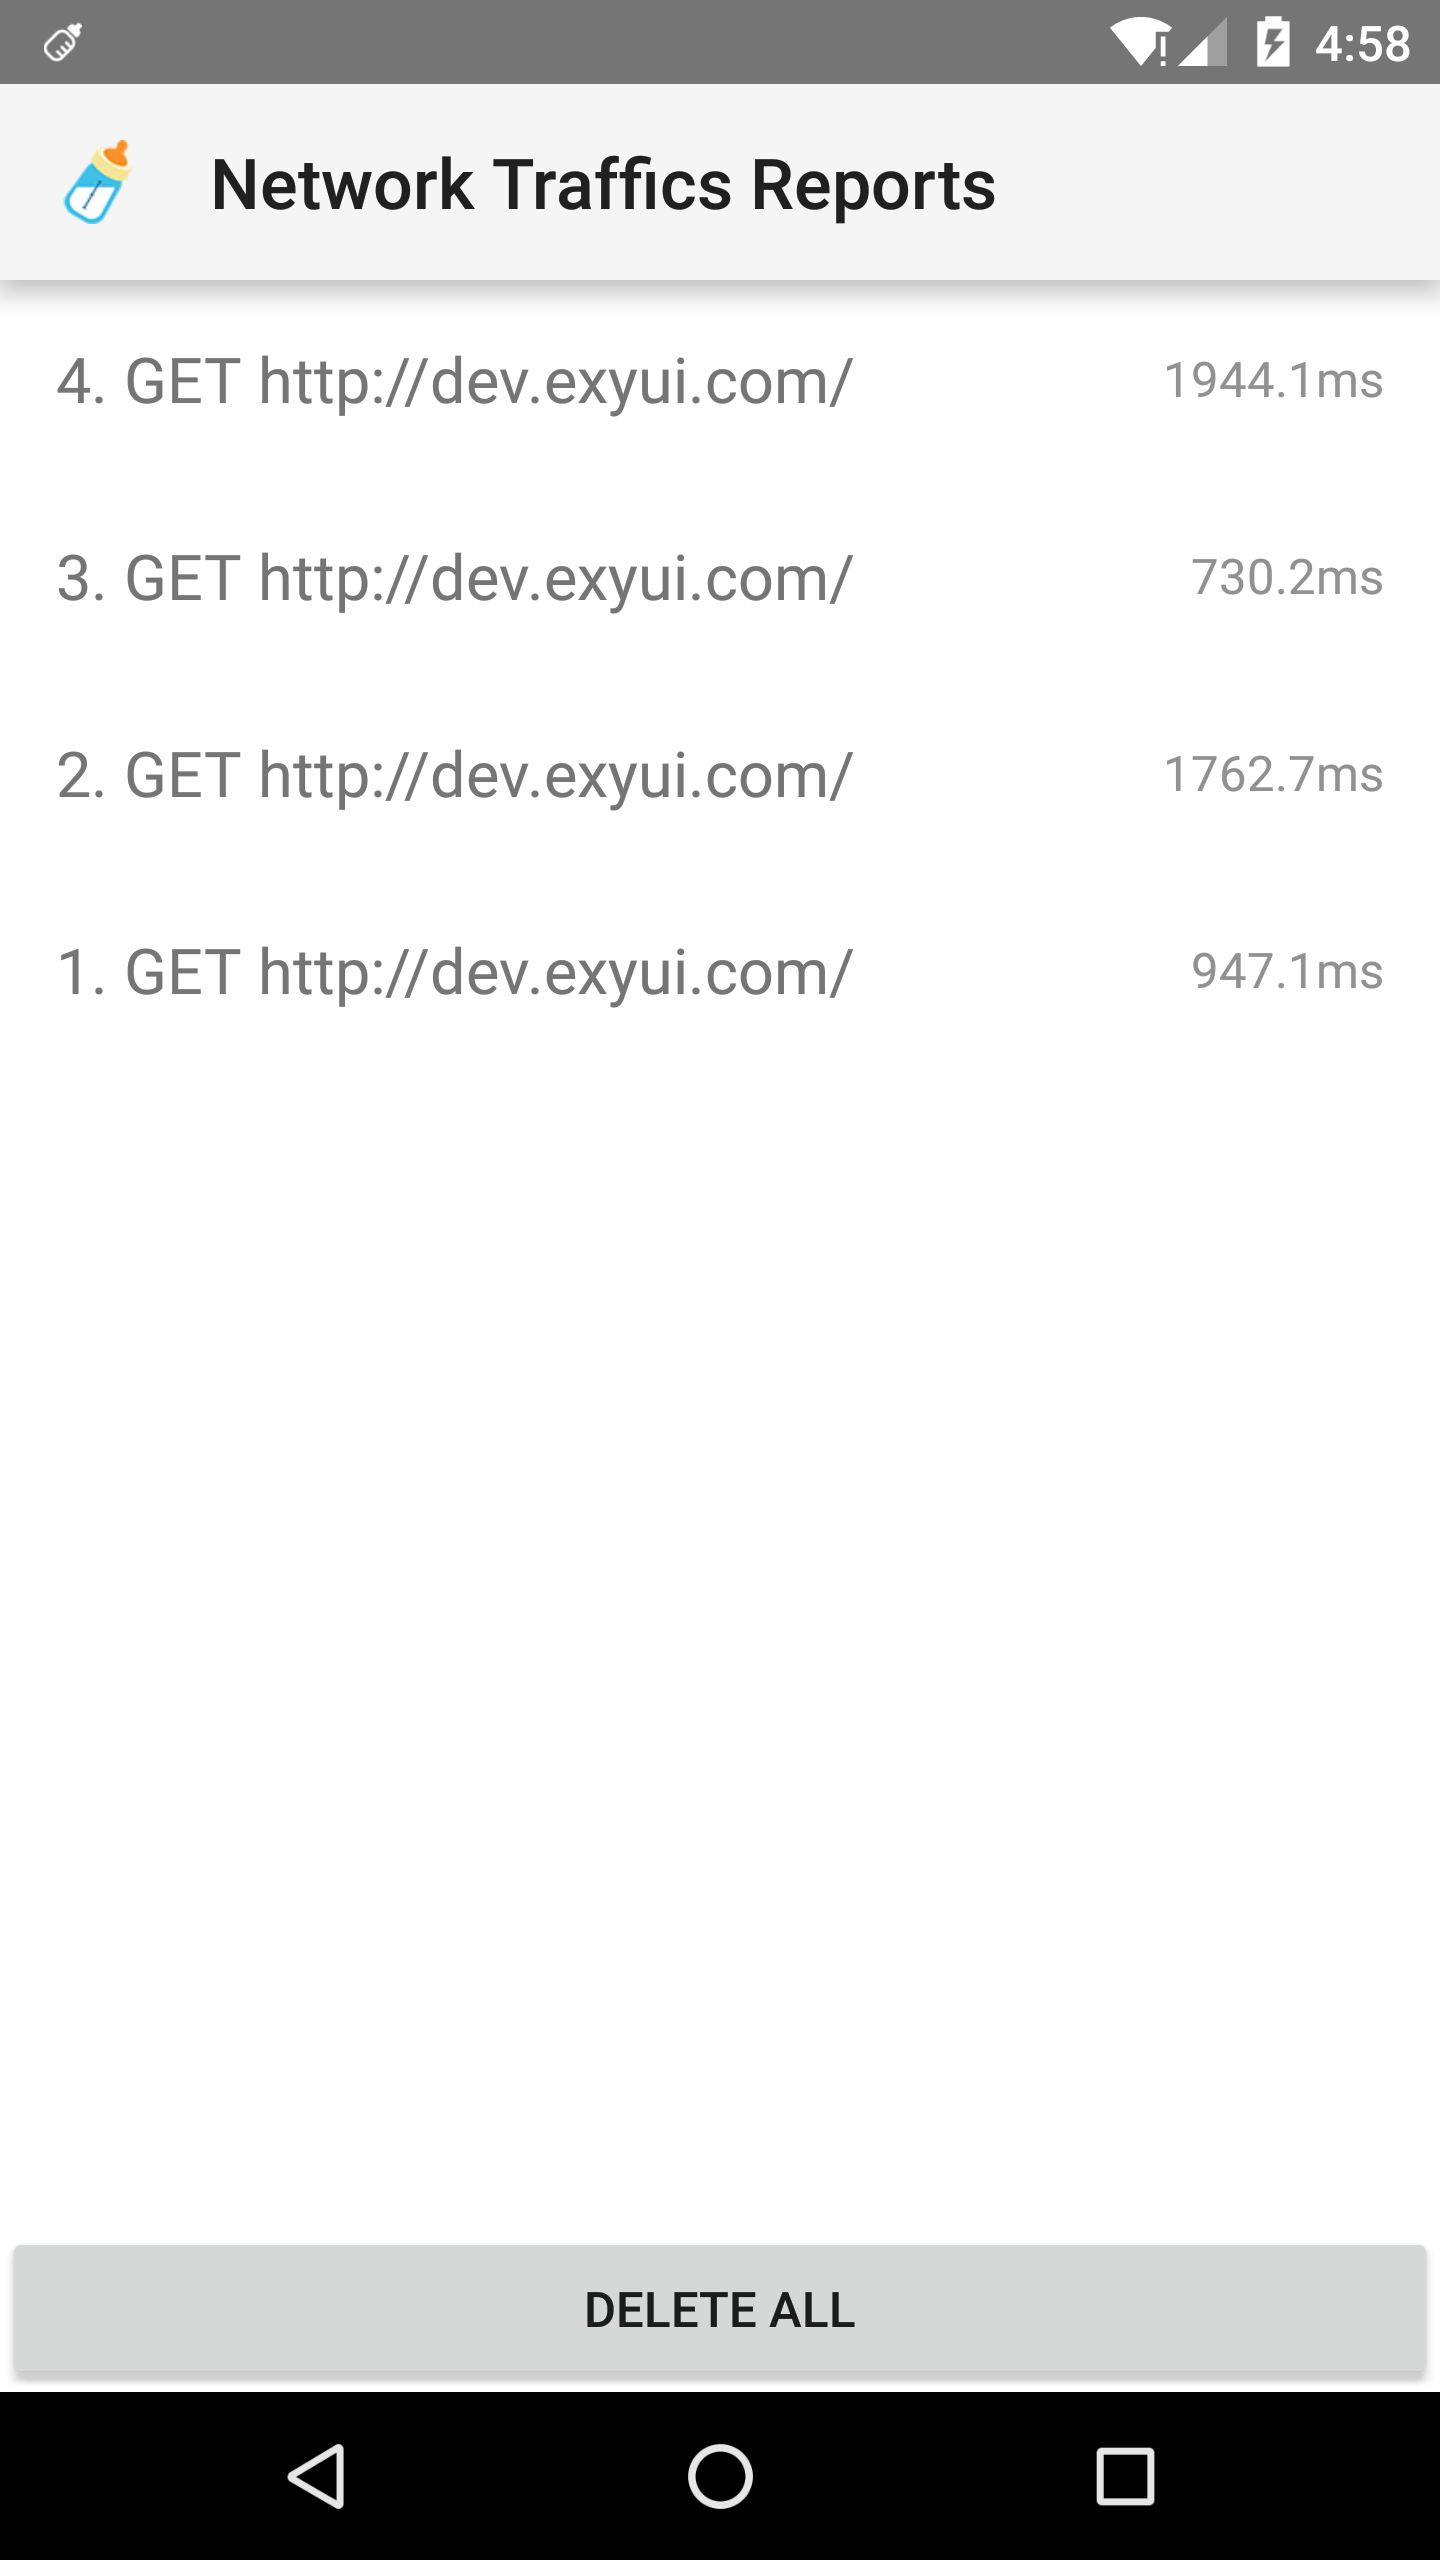 4:58
Network Traffics Reports
4. GET http://dev.exyui.com/ 1944.1ms
3. GET http://dev.exyui.com/ 730.2ms
2. GET http://dev.exyui.com/ 1762.7ms
1. GET http://dev.exyui.com/ 947.1ms
DELETE ALL